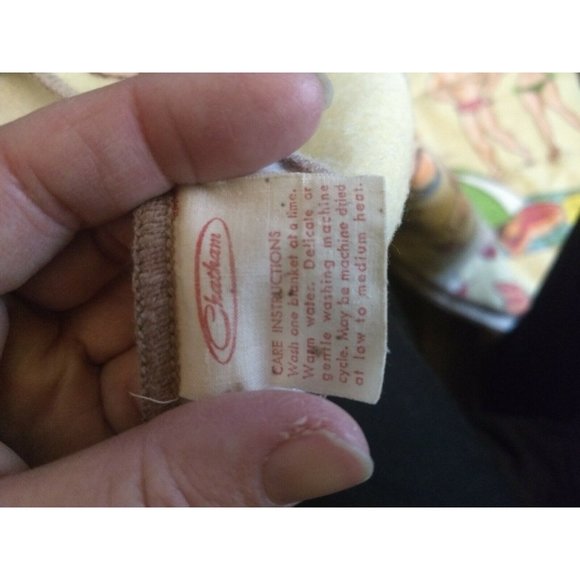 Chatham
CARE INSTRUCTIONS
Wash one blanket at a time.
Warm water. Delicate or
gentle washing machine
cycle. May be machine dried
at low to medium heat.